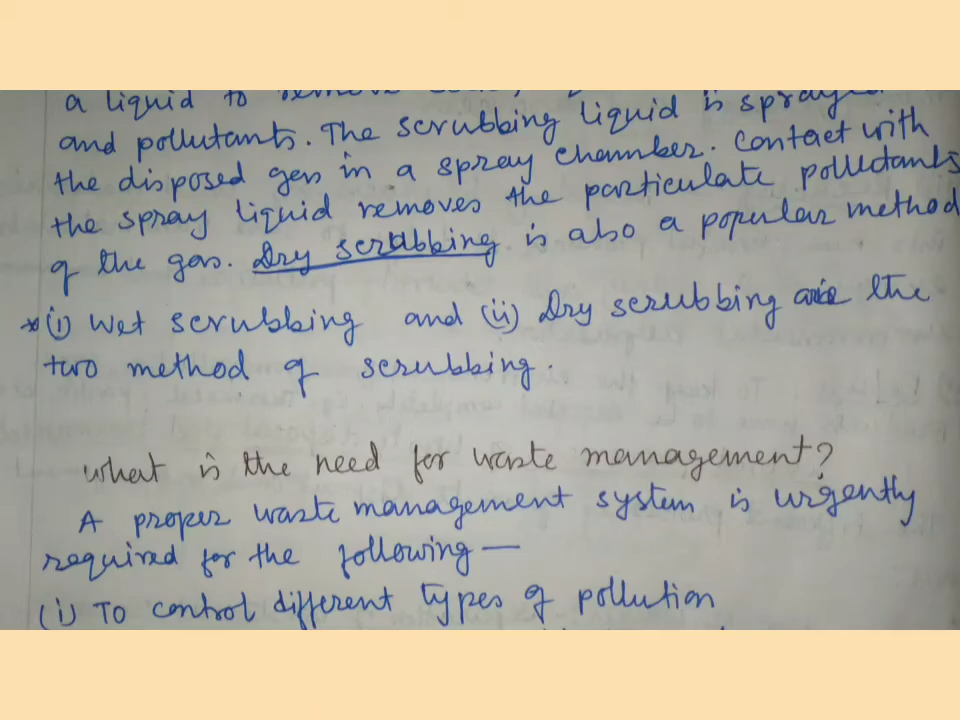 a liquid to remove
and pollutants. The scrubbing liquid is sprayed
the disposed gas in a spray chamber. Contact with
the spray liquid removes the particulate pollutants
of the gas. Dry scrubbing is also a popular method
*(i) Wet scrubbing and (ii) Dry scrubbing are the
two method of scrubbing.
What is the need for waste management?
A proper waste management system is urgently
required for the following —
(i) To control different types of pollution